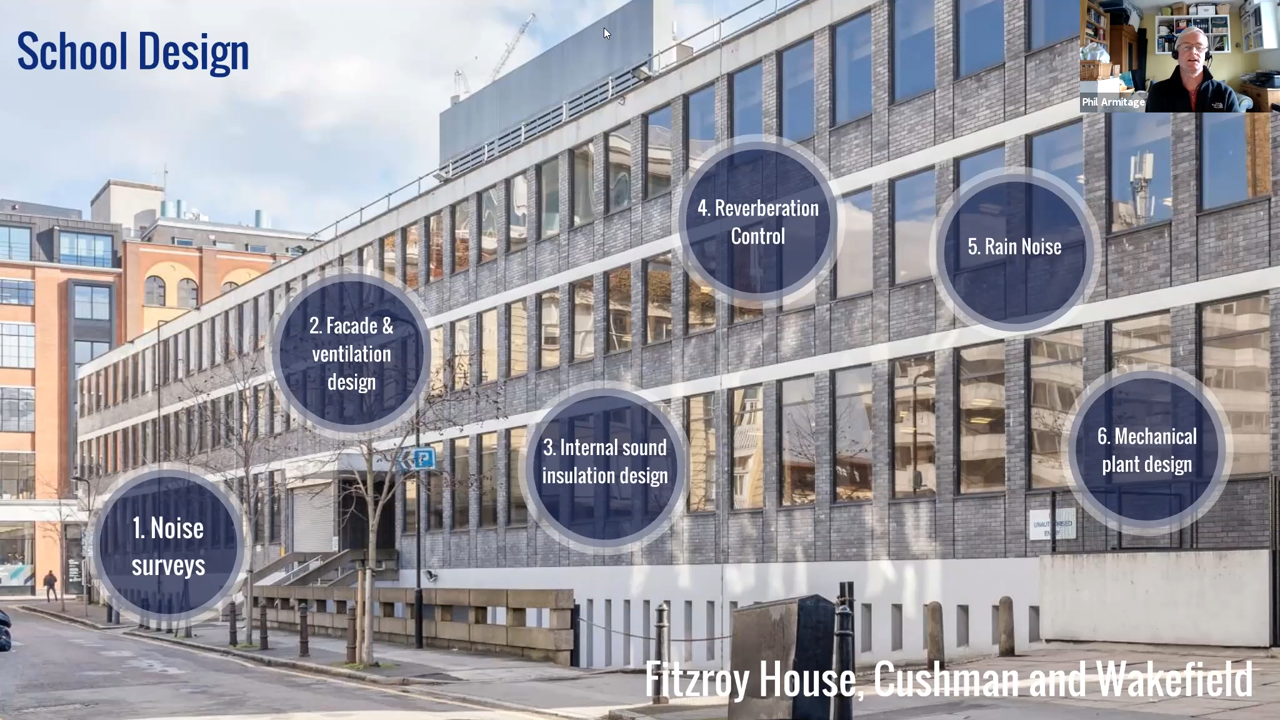 School Design
Phil Armitage
4. Reverberation
Control
5. Rain Noise
2. Facade &
ventilation
design
3. Internal sound
insulation design
6. Mechanical
plant design
1. Noise
surveys
P
Fitzroy House, Cushman and Wakefield